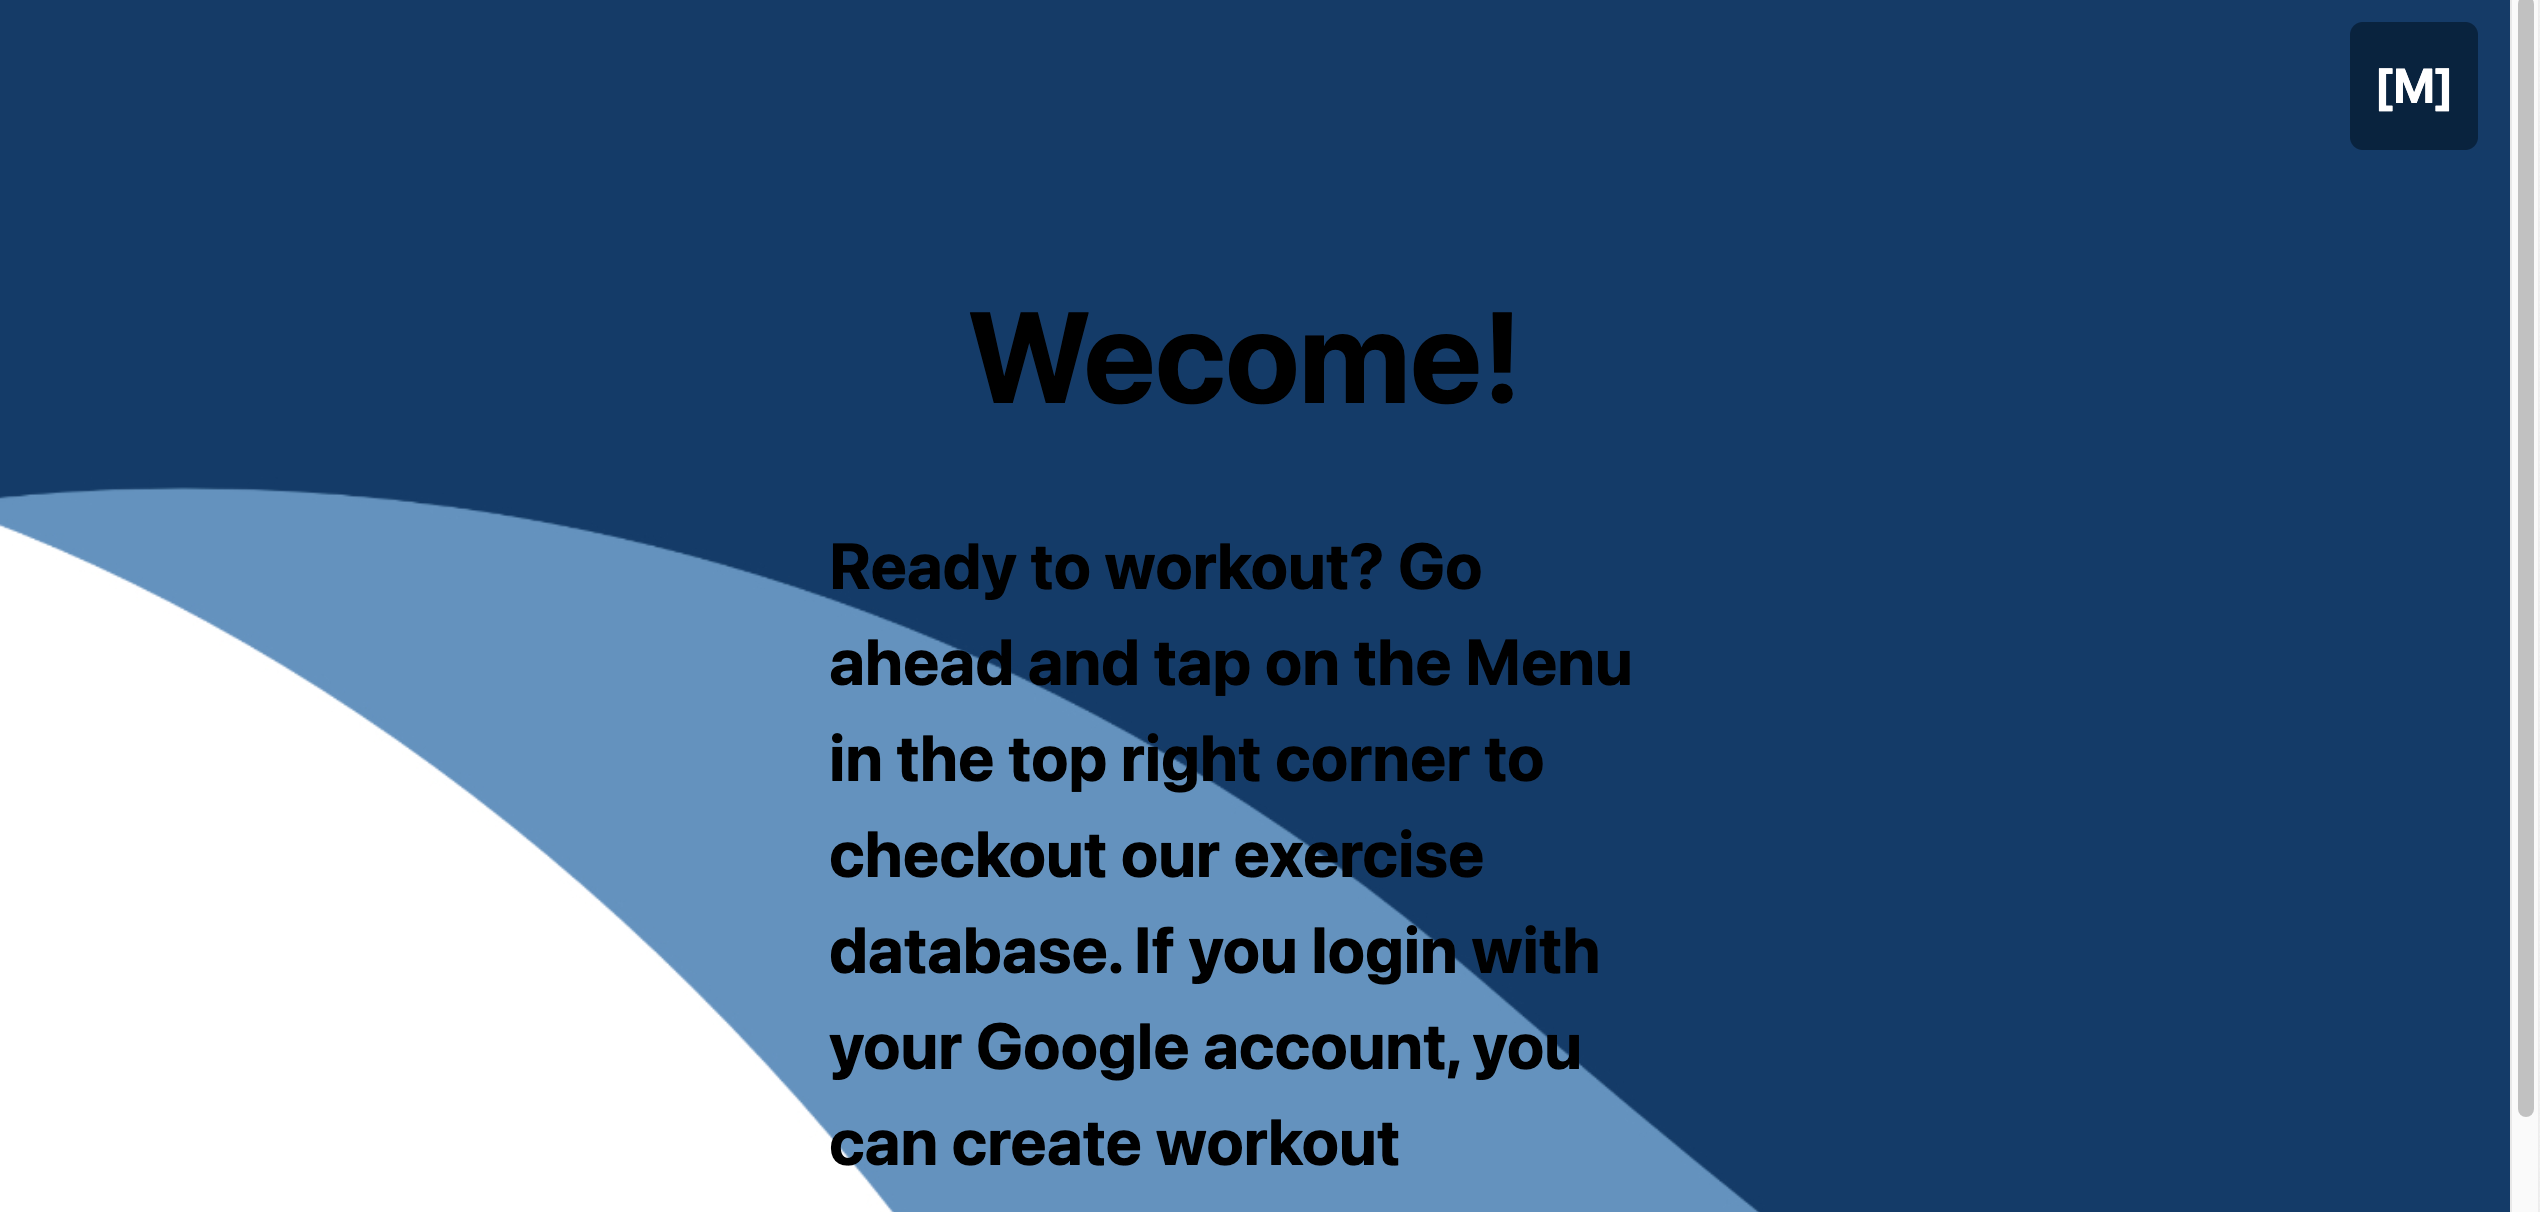 [M]
Wecome!
Ready to workout? Go
ahead and tap on the Menu
in the top right corner to
checkout our exercise
database. If you login with
your Google account, you
can create workout